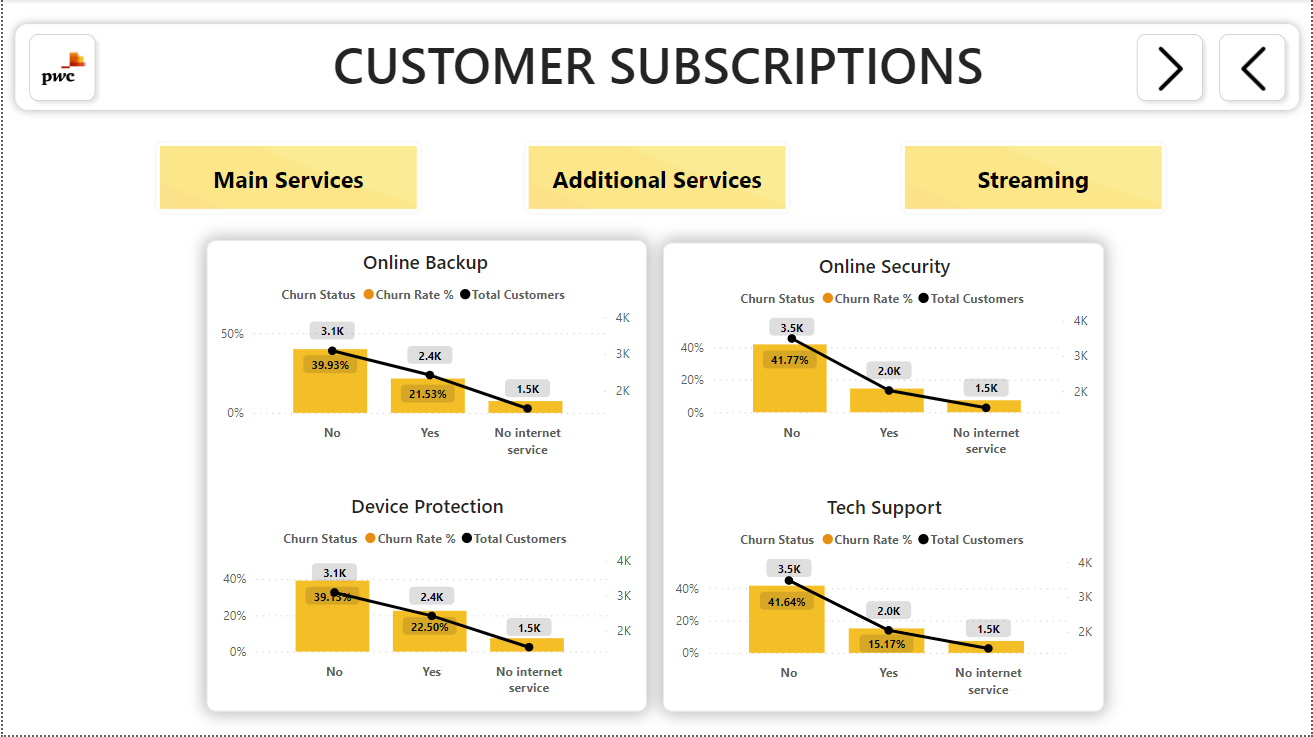 pwc
CUSTOMER SUBSCRIPTIONS
Main Services
Additional Services
Streaming
Online Backup
Churn Status Churn Rate % Total Customers
50%
0%
4K
3K
2K
3.1K
2.4K
1.5K
39.93%
21.53%
No
Yes
No internet
service
Online Security
Churn Status Churn Rate % Total Customers
40%
20%
0%
4K
3K
2K
3.5K
2.0K
1.5K
41.77%
No
Yes
No internet
service
Device Protection
Churn Status Churn Rate % Total Customers
40%
20%
0%
4K
3K
2K
3.1K
2.4K
1.5K
22.50%
No
Yes
No internet
service
Tech Support
Churn Status Churn Rate % Total Customers
40%
20%
0%
4K
3K
2K
3.5K
2.0K
1.5K
41.64%
15.17%
No
Yes
No internet
service